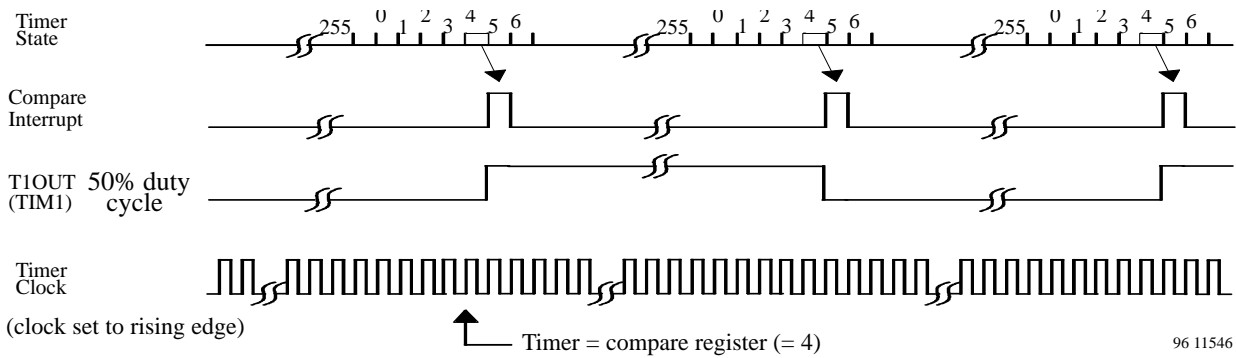 Timer
State
255 0 1 2 3 4 5 6
255 0 1 2 3 4 5 6
255 0 1 2 3 4 5 6
Compare
Interrupt
T1OUT 50% duty
(TIM1) cycle
Timer
Clock
(clock set to rising edge)
Timer = compare register (= 4)
96 11546